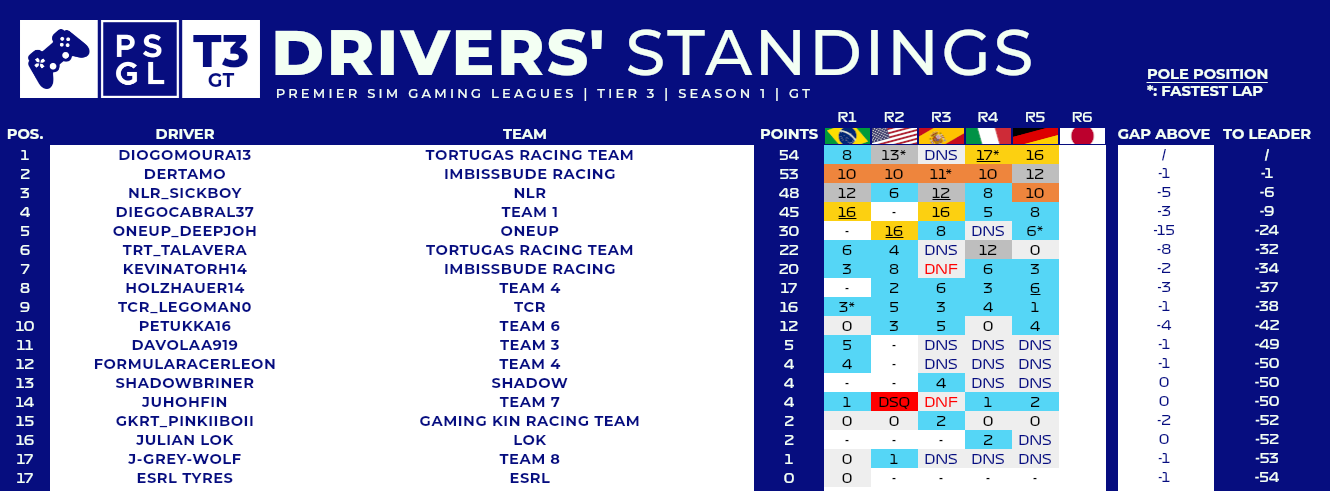 PS
GL
T3
GT
DRIVERS' STANDINGS
PREMIER SIM GAMING LEAGUES | TIER 3 | SEASON 1 | GT
POLE POSITION
*: FASTEST LAP
R1 R2 R3 R4 R5 R6
POS. DRIVER TEAM POINTS GAP ABOVE TO LEADER
1 DIOGOMOURA13 TORTUGAS RACING TEAM 54 8 13* DNS 17* 16 / /
2 DERTAMO IMBISSBUDE RACING 53 10 10 11* 10 12 -1 -1
3 NLR_SICKBOY NLR 48 12 6 12 8 10 -5 -6
4 DIEGOCABRAL37 TEAM 1 45 16 - 16 5 8 -3 -9
5 ONEUP_DEEPJOH ONEUP 30 - 16 8 DNS 6* -15 -24
6 TRT_TALAVERA TORTUGAS RACING TEAM 22 6 4 DNS 12 0 -8 -32
7 KEVINATORH14 IMBISSBUDE RACING 20 3 8 DNF 6 3 -2 -34
8 HOLZHAUER14 TEAM 4 17 - 2 6 3 6 -3 -37
9 TCR_LEGOMAN0 TCR 16 3* 5 3 4 1 -1 -38
10 PETUKKA16 TEAM 6 12 0 3 5 0 4 -4 -42
11 DAVOLAA919 TEAM 3 5 5 - DNS DNS DNS -1 -49
12 FORMULARACERLEON TEAM 4 4 4 - DNS DNS DNS -1 -50
13 SHADOWBRINER SHADOW 4 - - 4 DNS DNS 0 -50
14 JUHOHFIN TEAM 7 4 1 DSQ DNF 1 2 0 -50
15 GKRT_PINKIIBOII GAMING KIN RACING TEAM 2 0 0 2 0 0 -2 -52
16 JULIAN LOK LOK 2 - - - 2 DNS 0 -52
17 J-GREY-WOLF TEAM 8 1 0 1 DNS DNS DNS -1 -53
17 ESRL TYRES ESRL 0 0 - - - - -1 -54